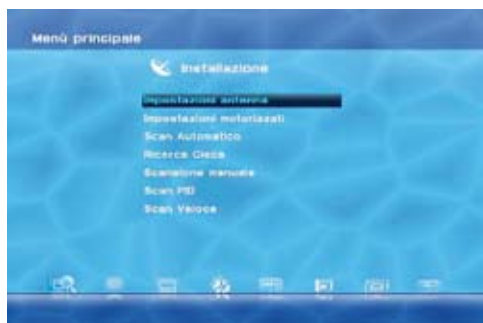 Menù principale
Installazione
Impostazioni antenna
Impostazioni motorizzati
Scan Automatico
Ricerca Cieca
Scansione manuale
Scan PID
Scan Veloce